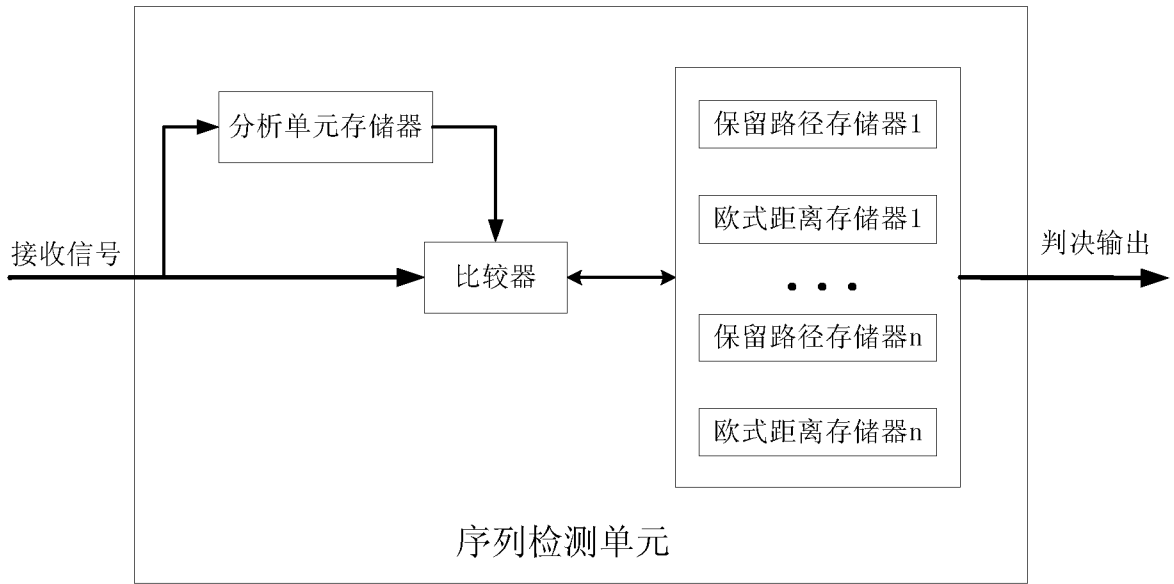 分析单元存储器
保留路径存储器1
欧式距离存储器1
接收信号
比较器
判决输出
保留路径存储器n
欧式距离存储器n
序列检测单元